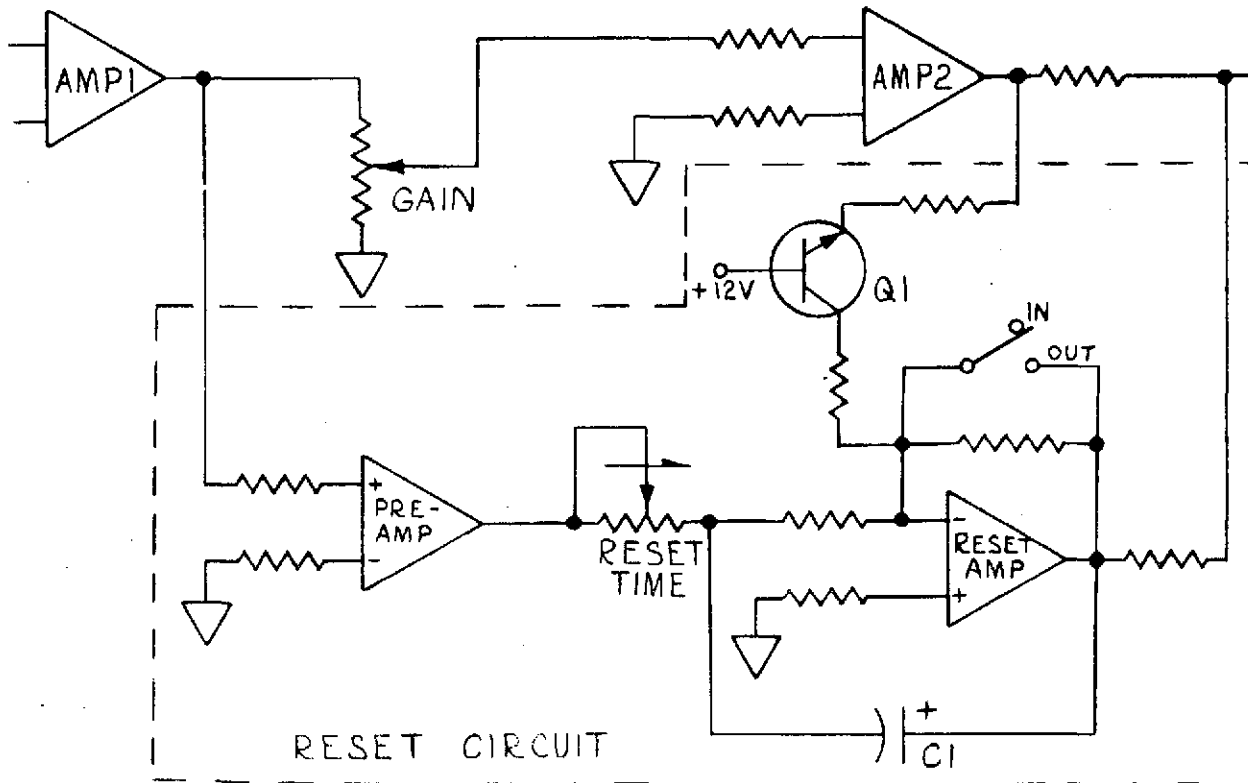 AMP1
AMP2
GAIN
+12V
Q1
IN
OUT
+
PRE-
AMP
-
RESET
TIME
-
RESET
AMP
+
+
C1
RESET CIRCUIT